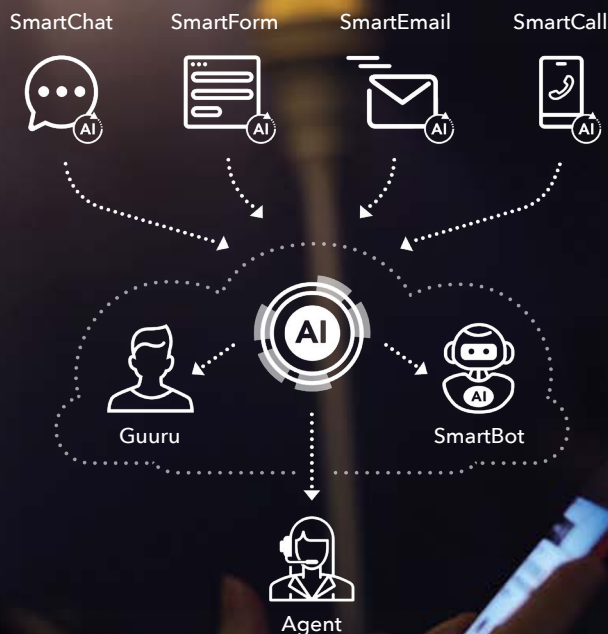 SmartChat SmartForm SmartEmail SmartCall
AI AI AI AI
AI
AI
Guuru SmartBot
Agent